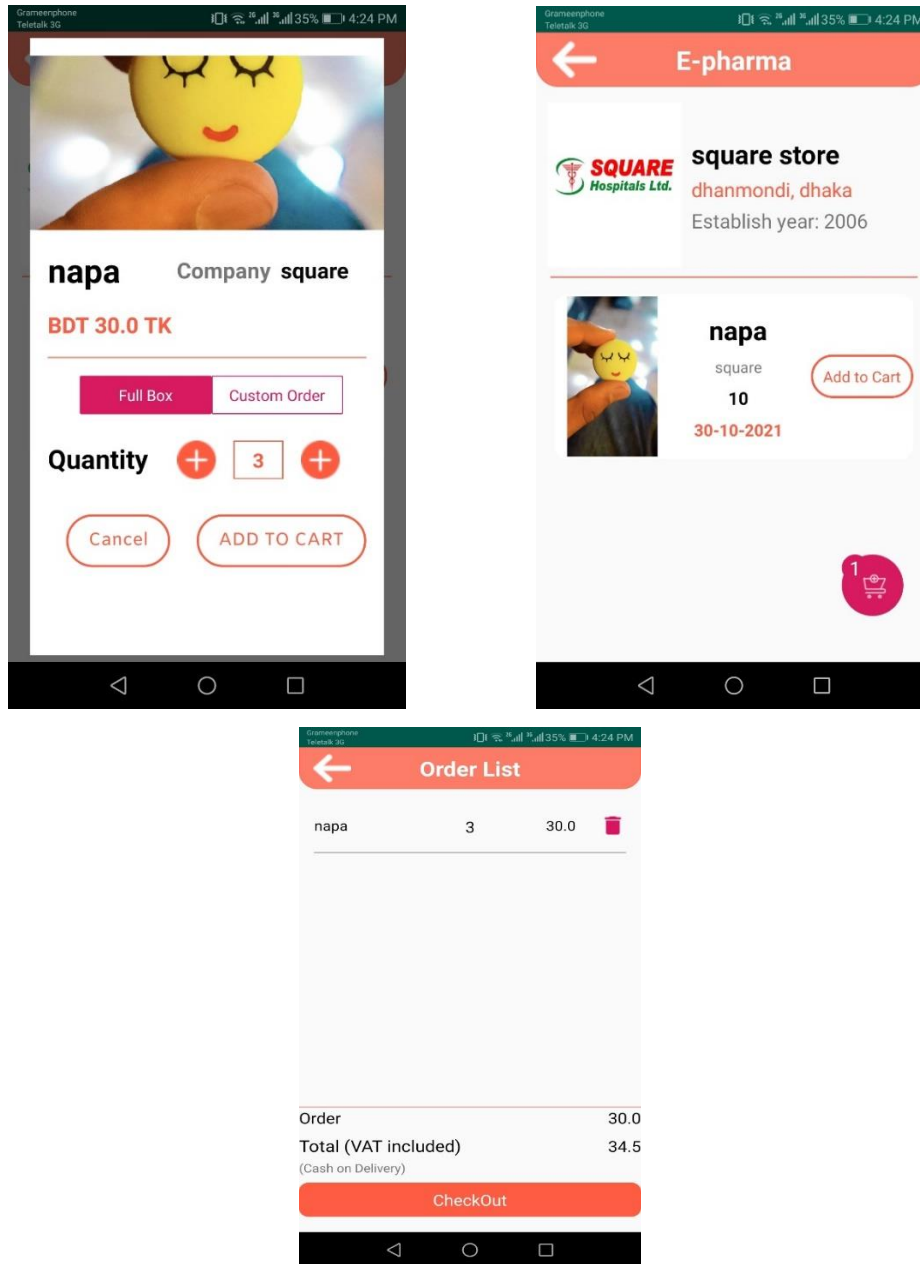 Grameenphone
Teletalk 3G
35% 4:24 PM
napa Company square
BDT 30.0 TK
Full Box Custom Order
Quantity 3
Cancel ADD TO CART
Grameenphone
Teletalk 3G
35% 4:24 PM
E-pharma
SQUARE
Hospitals Ltd.
square store
dhanmondi, dhaka
Establish year: 2006
napa
square
10
30-10-2021
Add to Cart
1
Grameenphone
Teletalk 3G
35% 4:24 PM
Order List
napa 3 30.0
Order 30.0
Total (VAT included) 34.5
(Cash on Delivery)
CheckOut